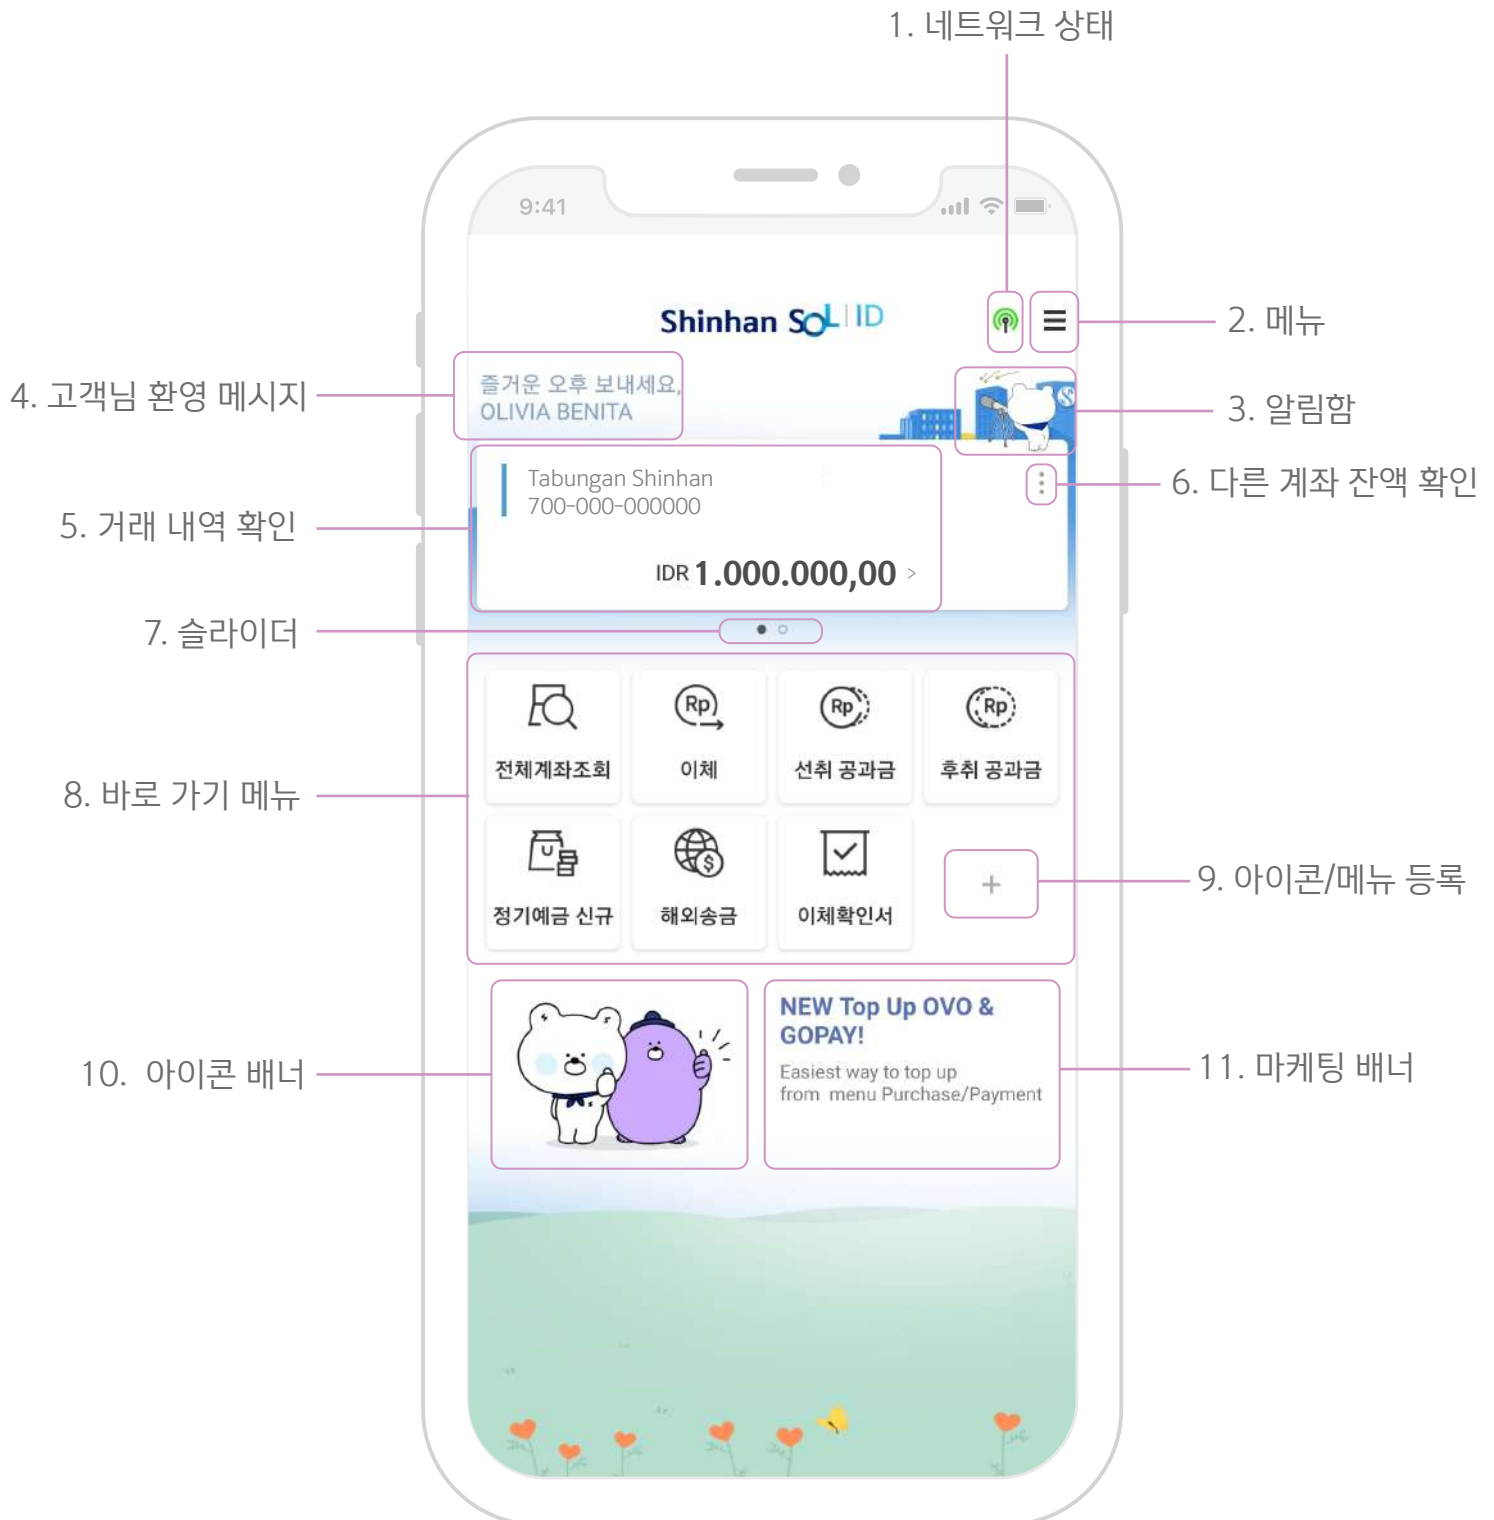 1. 네트워크 상태
9:41
Shinhan SOL ID
2. 메뉴
4. 고객님 환영 메시지
즐거운 오후 보내세요,
OLIVIA BENITA
3. 알림함
Tabungan Shinhan
700-000-000000
6. 다른 계좌 잔액 확인
5. 거래 내역 확인
IDR 1.000.000,00 >
7. 슬라이더
Rp
Rp
Rp
전체계좌조회
이체
선취 공과금
후취 공과금
8. 바로 가기 메뉴
$
+
9. 아이콘/메뉴 등록
정기예금 신규
해외송금
이체확인서
NEW Top Up OVO &
GOPAY!
10. 아이콘 배너
Easiest way to top up
from menu Purchase/Payment
11. 마케팅 배너